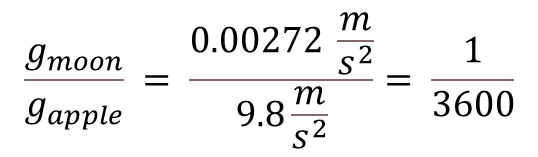 g_moon / g_apple = 0.00272 m/s² / 9.8 m/s² = 1 / 3600